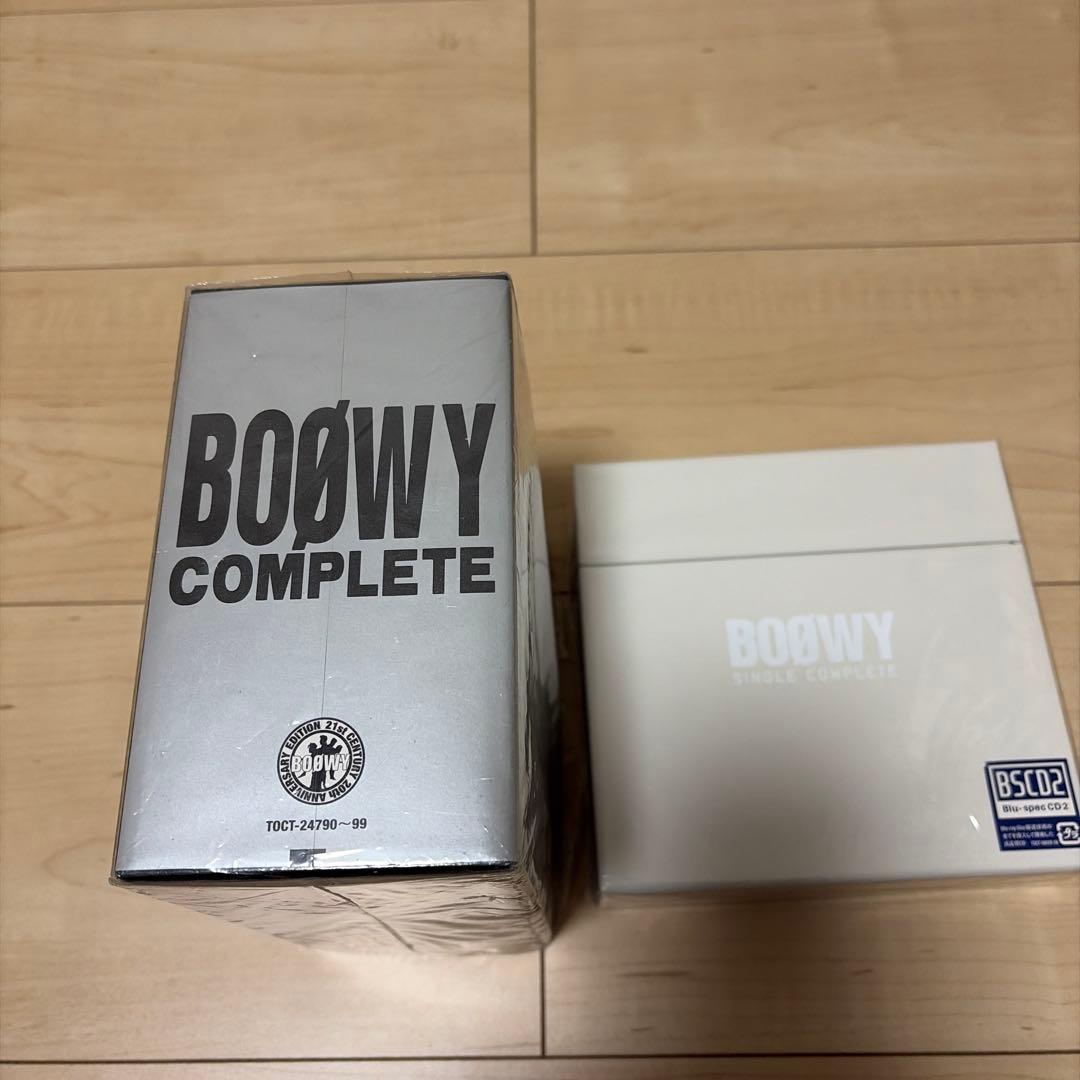 BOØWY
COMPLETE
21st CENTURY 20th ANNIVERSARY EDITION
BOØWY
TOCT-24790〜99
BOØWY
SINGLE COMPLETE
BSCD2
Blu-spec CD2